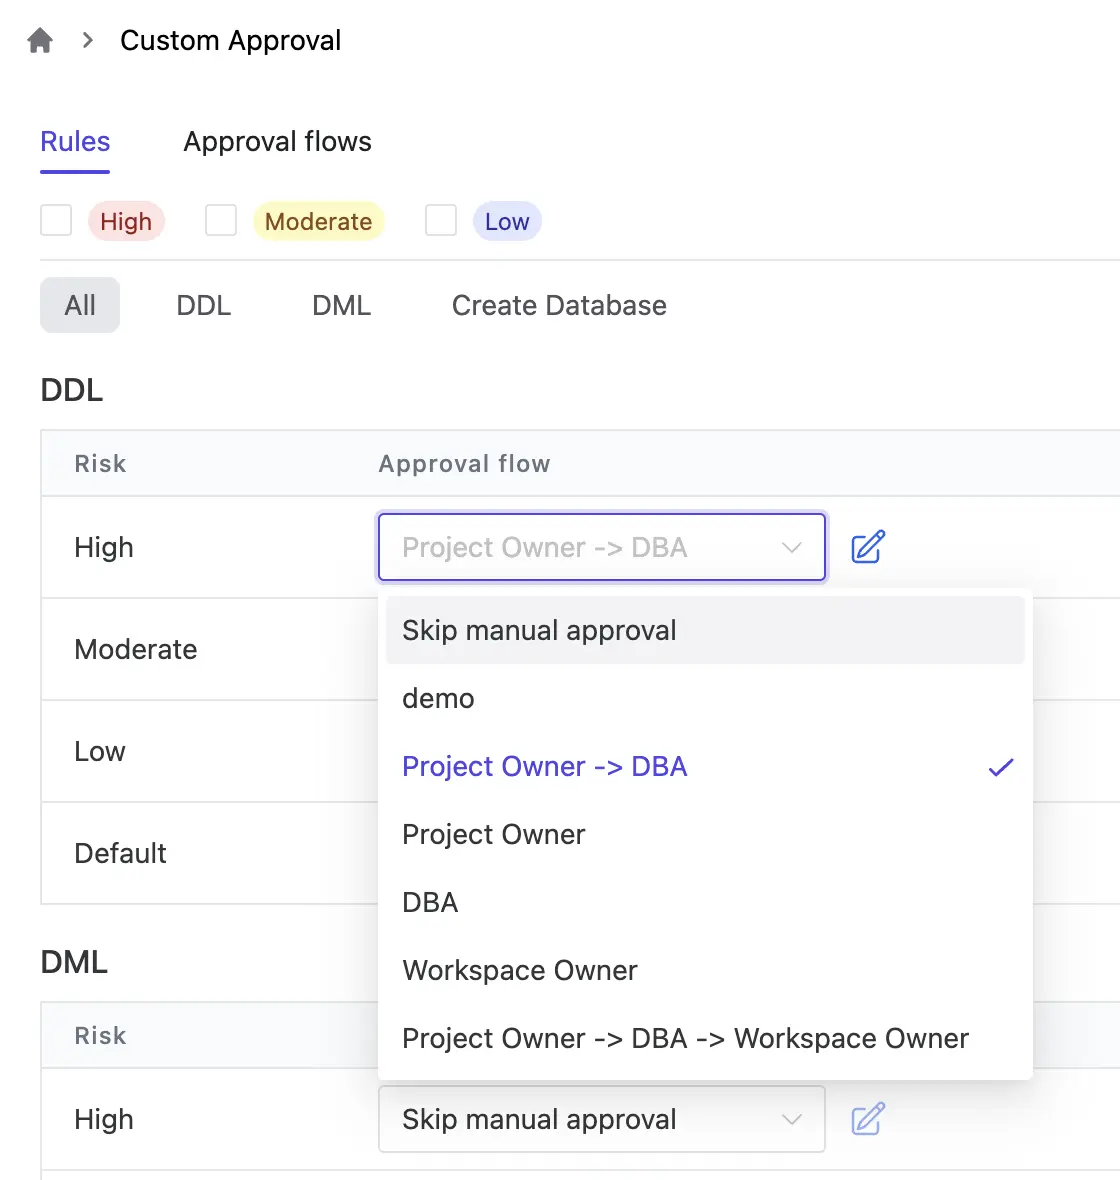 Custom Approval
Rules Approval flows
High Moderate Low
All DDL DML Create Database
DDL
Risk Approval flow
High Project Owner -> DBA
Skip manual approval
Moderate
demo
Low Project Owner -> DBA
Project Owner
Default
DBA
DML Workspace Owner
Risk Project Owner -> DBA -> Workspace Owner
High Skip manual approval